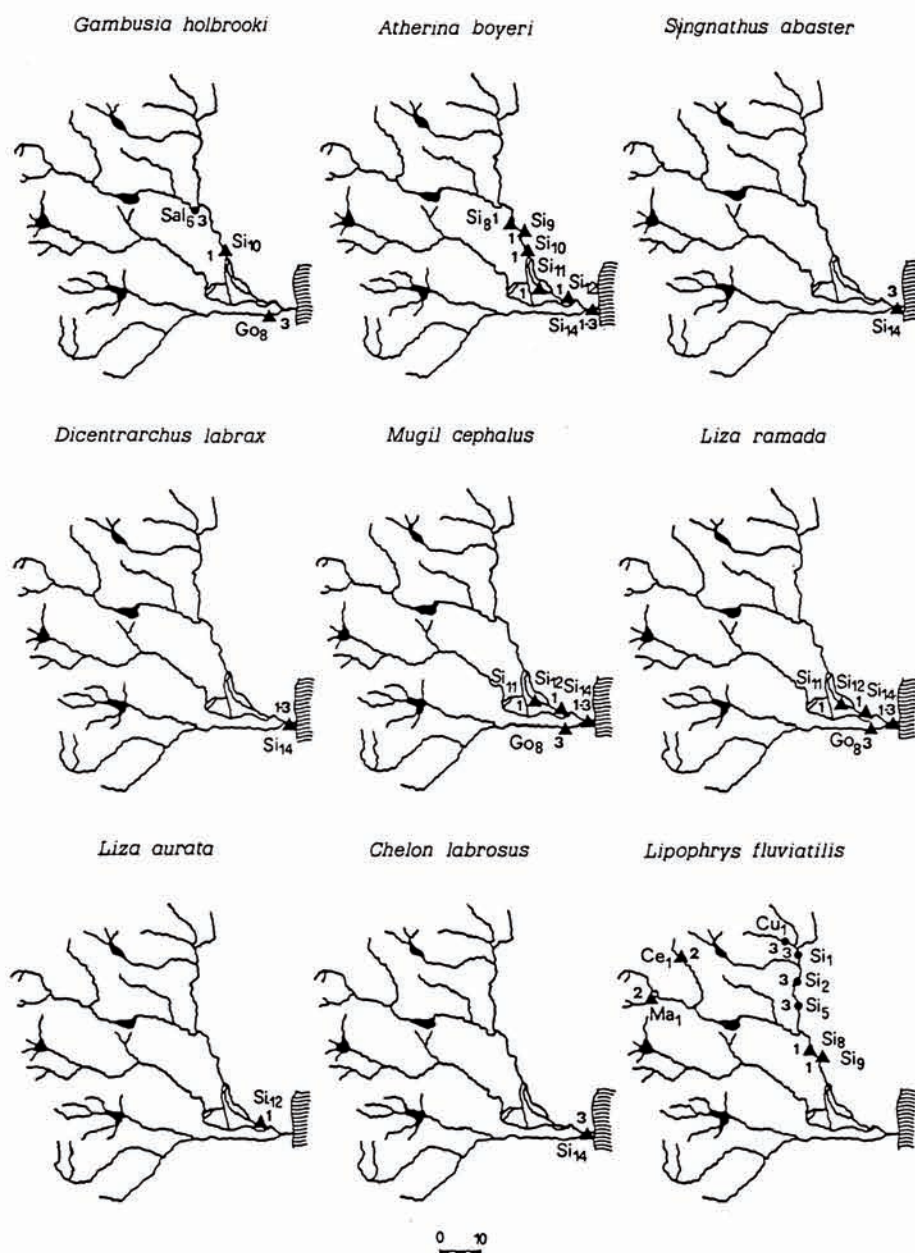 Gambusia holbrooki
Atherina boyeri
Syngnathus abaster
Sal6 3
1 Si10
Go8 3
Si8 1
Si9
1
Si10
1
Si11
1
1 Si12
Si14 1-3
3
Si14
Dicentrarchus labrax
Mugil cephalus
Liza ramada
1-3
Si14
Si11 Si12 Si14
1 1 1-3
Go8 3
Si11 Si12 Si14
1 1 1-3
Go8 3
Liza aurata
Chelon labrosus
Lipophrys fluviatilis
Si12
1
3
Si14
Cu1
3 3 Si1
Ce1 2
3 Si2
2
Ma1
3 Si5
Si8
1
1 Si9
0 10